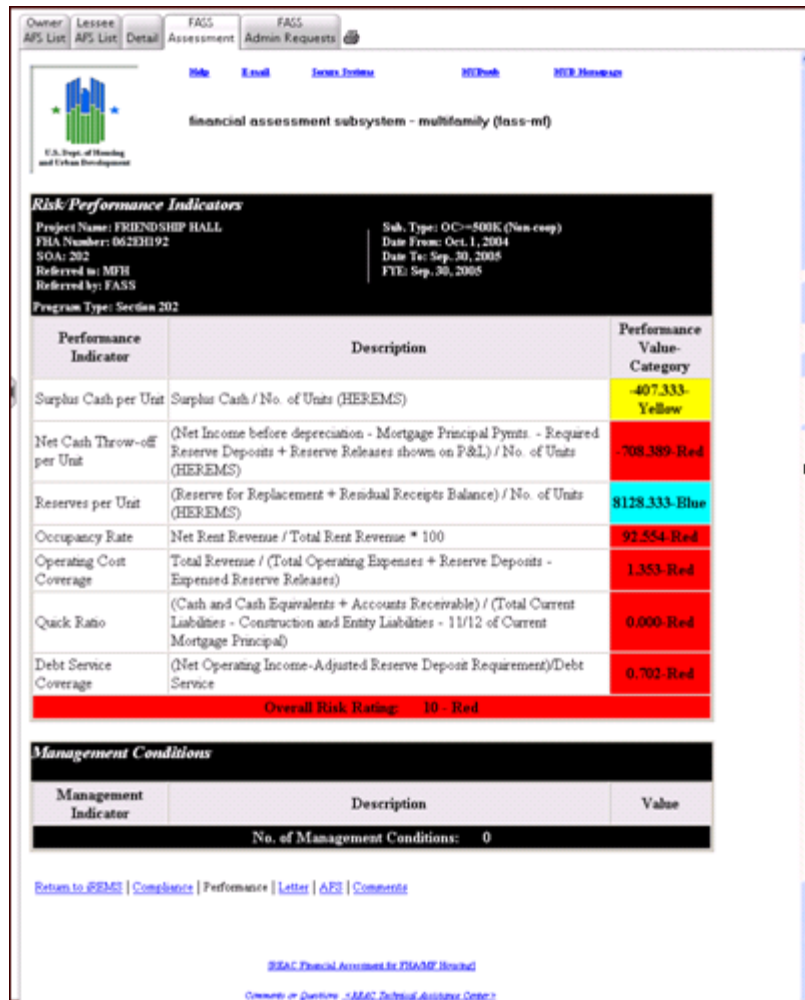 Owner AFS List
Lessee AFS List
Detail
FASS Assessment
FASS Admin Requests
Help
E-mail
Secure Systems
HUD Homepage
U.S. Dept. of Housing
and Urban Development
financial assessment subsystem - multifamily (fass-mf)
Risk/Performance Indicators
Project Name: FRIENDSHIP HALL
FHA Number: 062EH192
SOA: 202
Referred to: MFH
Referred by: FASS
Program Type: Section 202
Sub. Type: OC>=500K (Non-coop)
Date From: Oct. 1, 2004
Date To: Sep. 30, 2005
FYE: Sep. 30, 2005
Performance
Indicator
Description
Performance
Value-
Category
Surplus Cash per Unit
Surplus Cash / No. of Units (HEREMS)
-407.333-
Yellow
Net Cash Throw-off
per Unit
(Net Income before depreciation - Mortgage Principal Pymts. - Required
Reserve Deposits + Reserve Releases shown on P&L) / No. of Units
(HEREMS)
-708.389-Red
Reserves per Unit
(Reserve for Replacement + Residual Receipts Balance) / No. of Units
(HEREMS)
8128.333-Blue
Occupancy Rate
Net Rent Revenue / Total Rent Revenue * 100
92.554-Red
Operating Cost
Coverage
Total Revenue / (Total Operating Expenses + Reserve Deposits -
Expensed Reserve Releases)
1.353-Red
Quick Ratio
(Cash and Cash Equivalents + Accounts Receivable) / (Total Current
Liabilities - Construction and Entity Liabilities - 11/12 of Current
Mortgage Principal)
0.000-Red
Debt Service
Coverage
(Net Operating Income-Adjusted Reserve Deposit Requirement)/Debt
Service
0.702-Red
Overall Risk Rating: 10 - Red
Management Conditions
Management
Indicator
Description
Value
No. of Management Conditions: 0
Return to iREMS | Compliance | Performance | Letter | AFS | Comments
[REAC Financial Assessment for FHA/MF Housing]
Comments or Questions <REAC Technical Assistance Center>